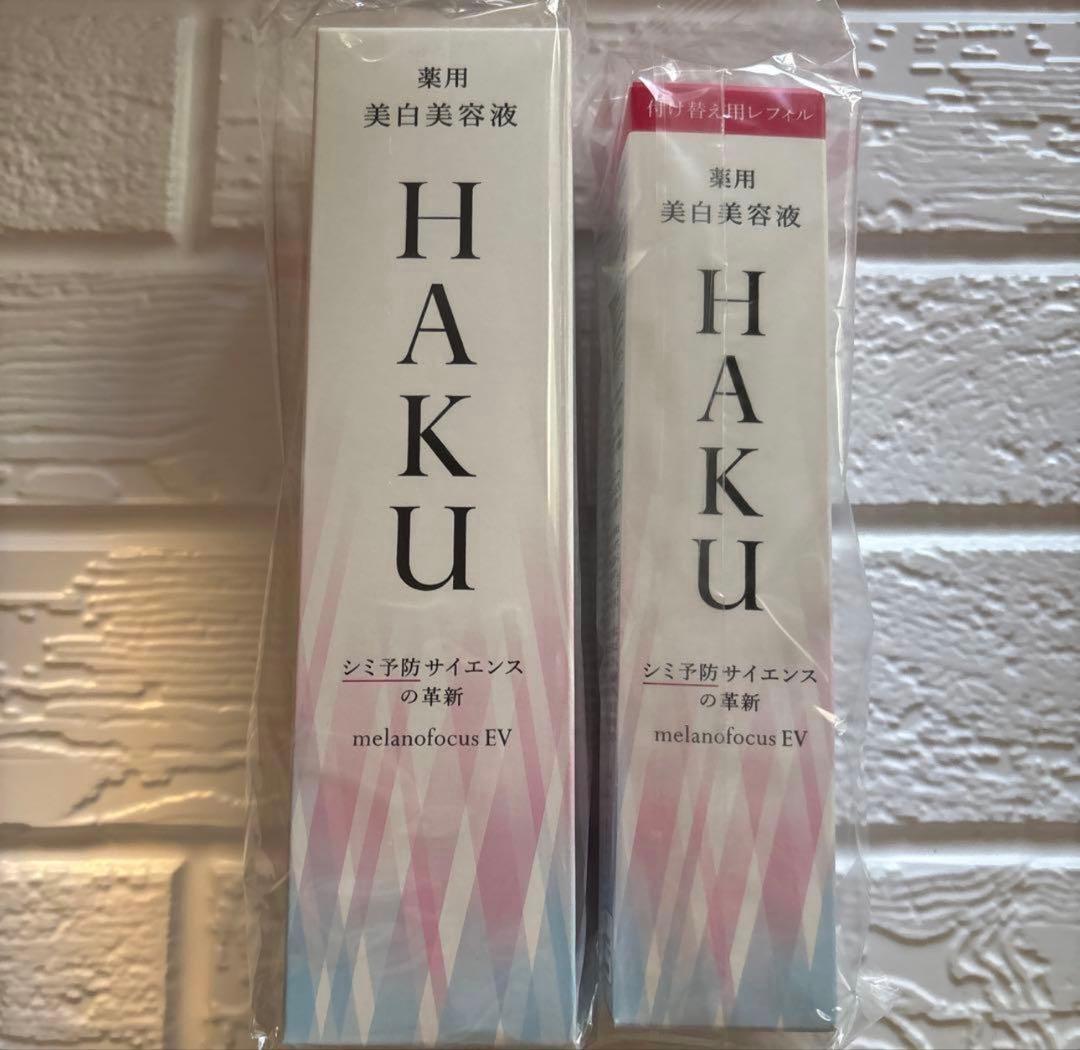 薬用
美白美容液
HAKU
シミ予防サイエンス
の革新
melanofocus EV
付け替え用レフィル
薬用
美白美容液
HAKU
シミ予防サイエンス
の革新
melanofocus EV